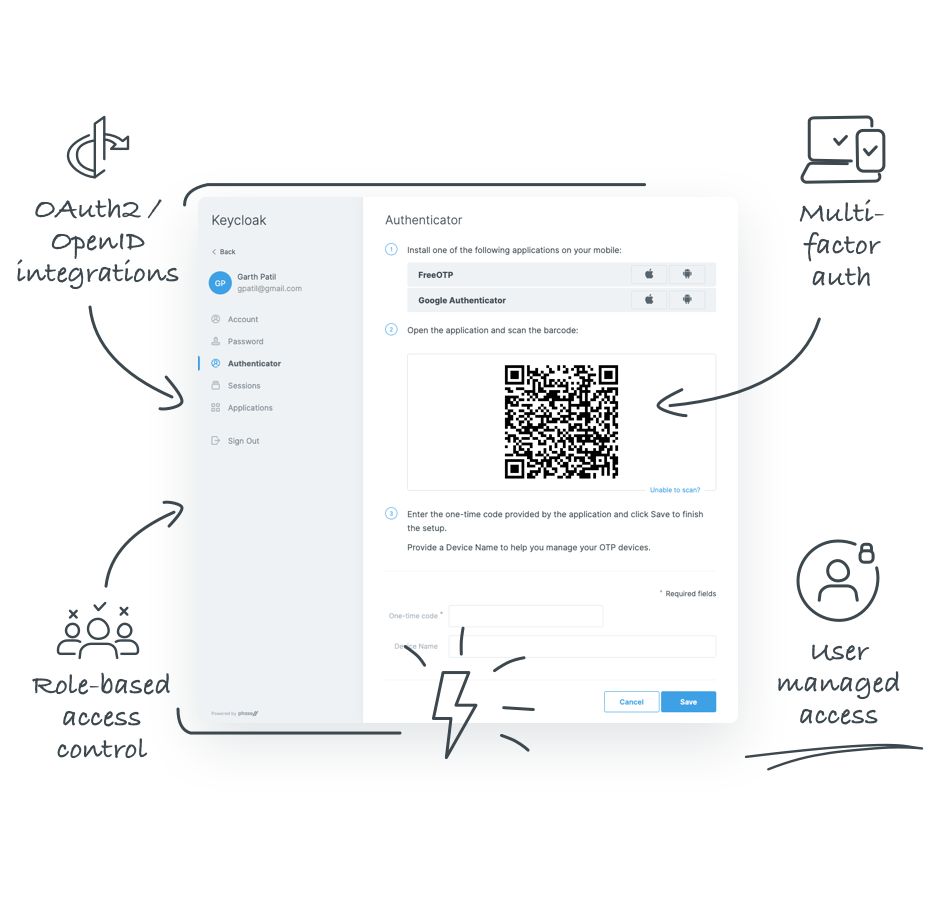 OAuth2 /
OpenID
integrations
Multi-
factor
auth
Keycloak
Back
GP
Garth Patil
gpatil@gmail.com
Account
Password
Authenticator
Sessions
Applications
Sign Out
Powered by phase//
Authenticator
1 Install one of the following applications on your mobile:
FreeOTP
Google Authenticator
2 Open the application and scan the barcode:
Unable to scan?
3 Enter the one-time code provided by the application and click Save to finish
the setup.
Provide a Device Name to help you manage your OTP devices.
* Required fields
One-time code *
Device Name
Cancel
Save
Role-based
access
control
User
managed
access